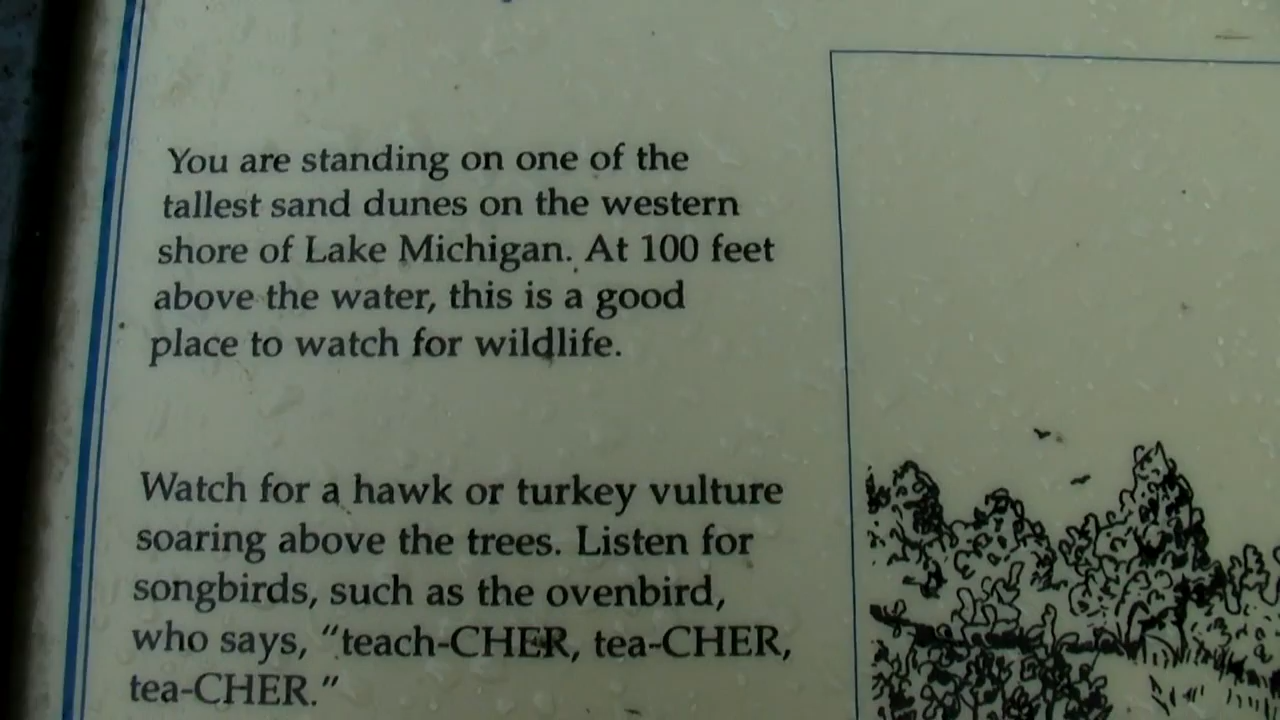 You are standing on one of the
tallest sand dunes on the western
shore of Lake Michigan. At 100 feet
above the water, this is a good
place to watch for wildlife.
Watch for a hawk or turkey vulture
soaring above the trees. Listen for
songbirds, such as the ovenbird,
who says, “teach-CHER, tea-CHER,
tea-CHER.”